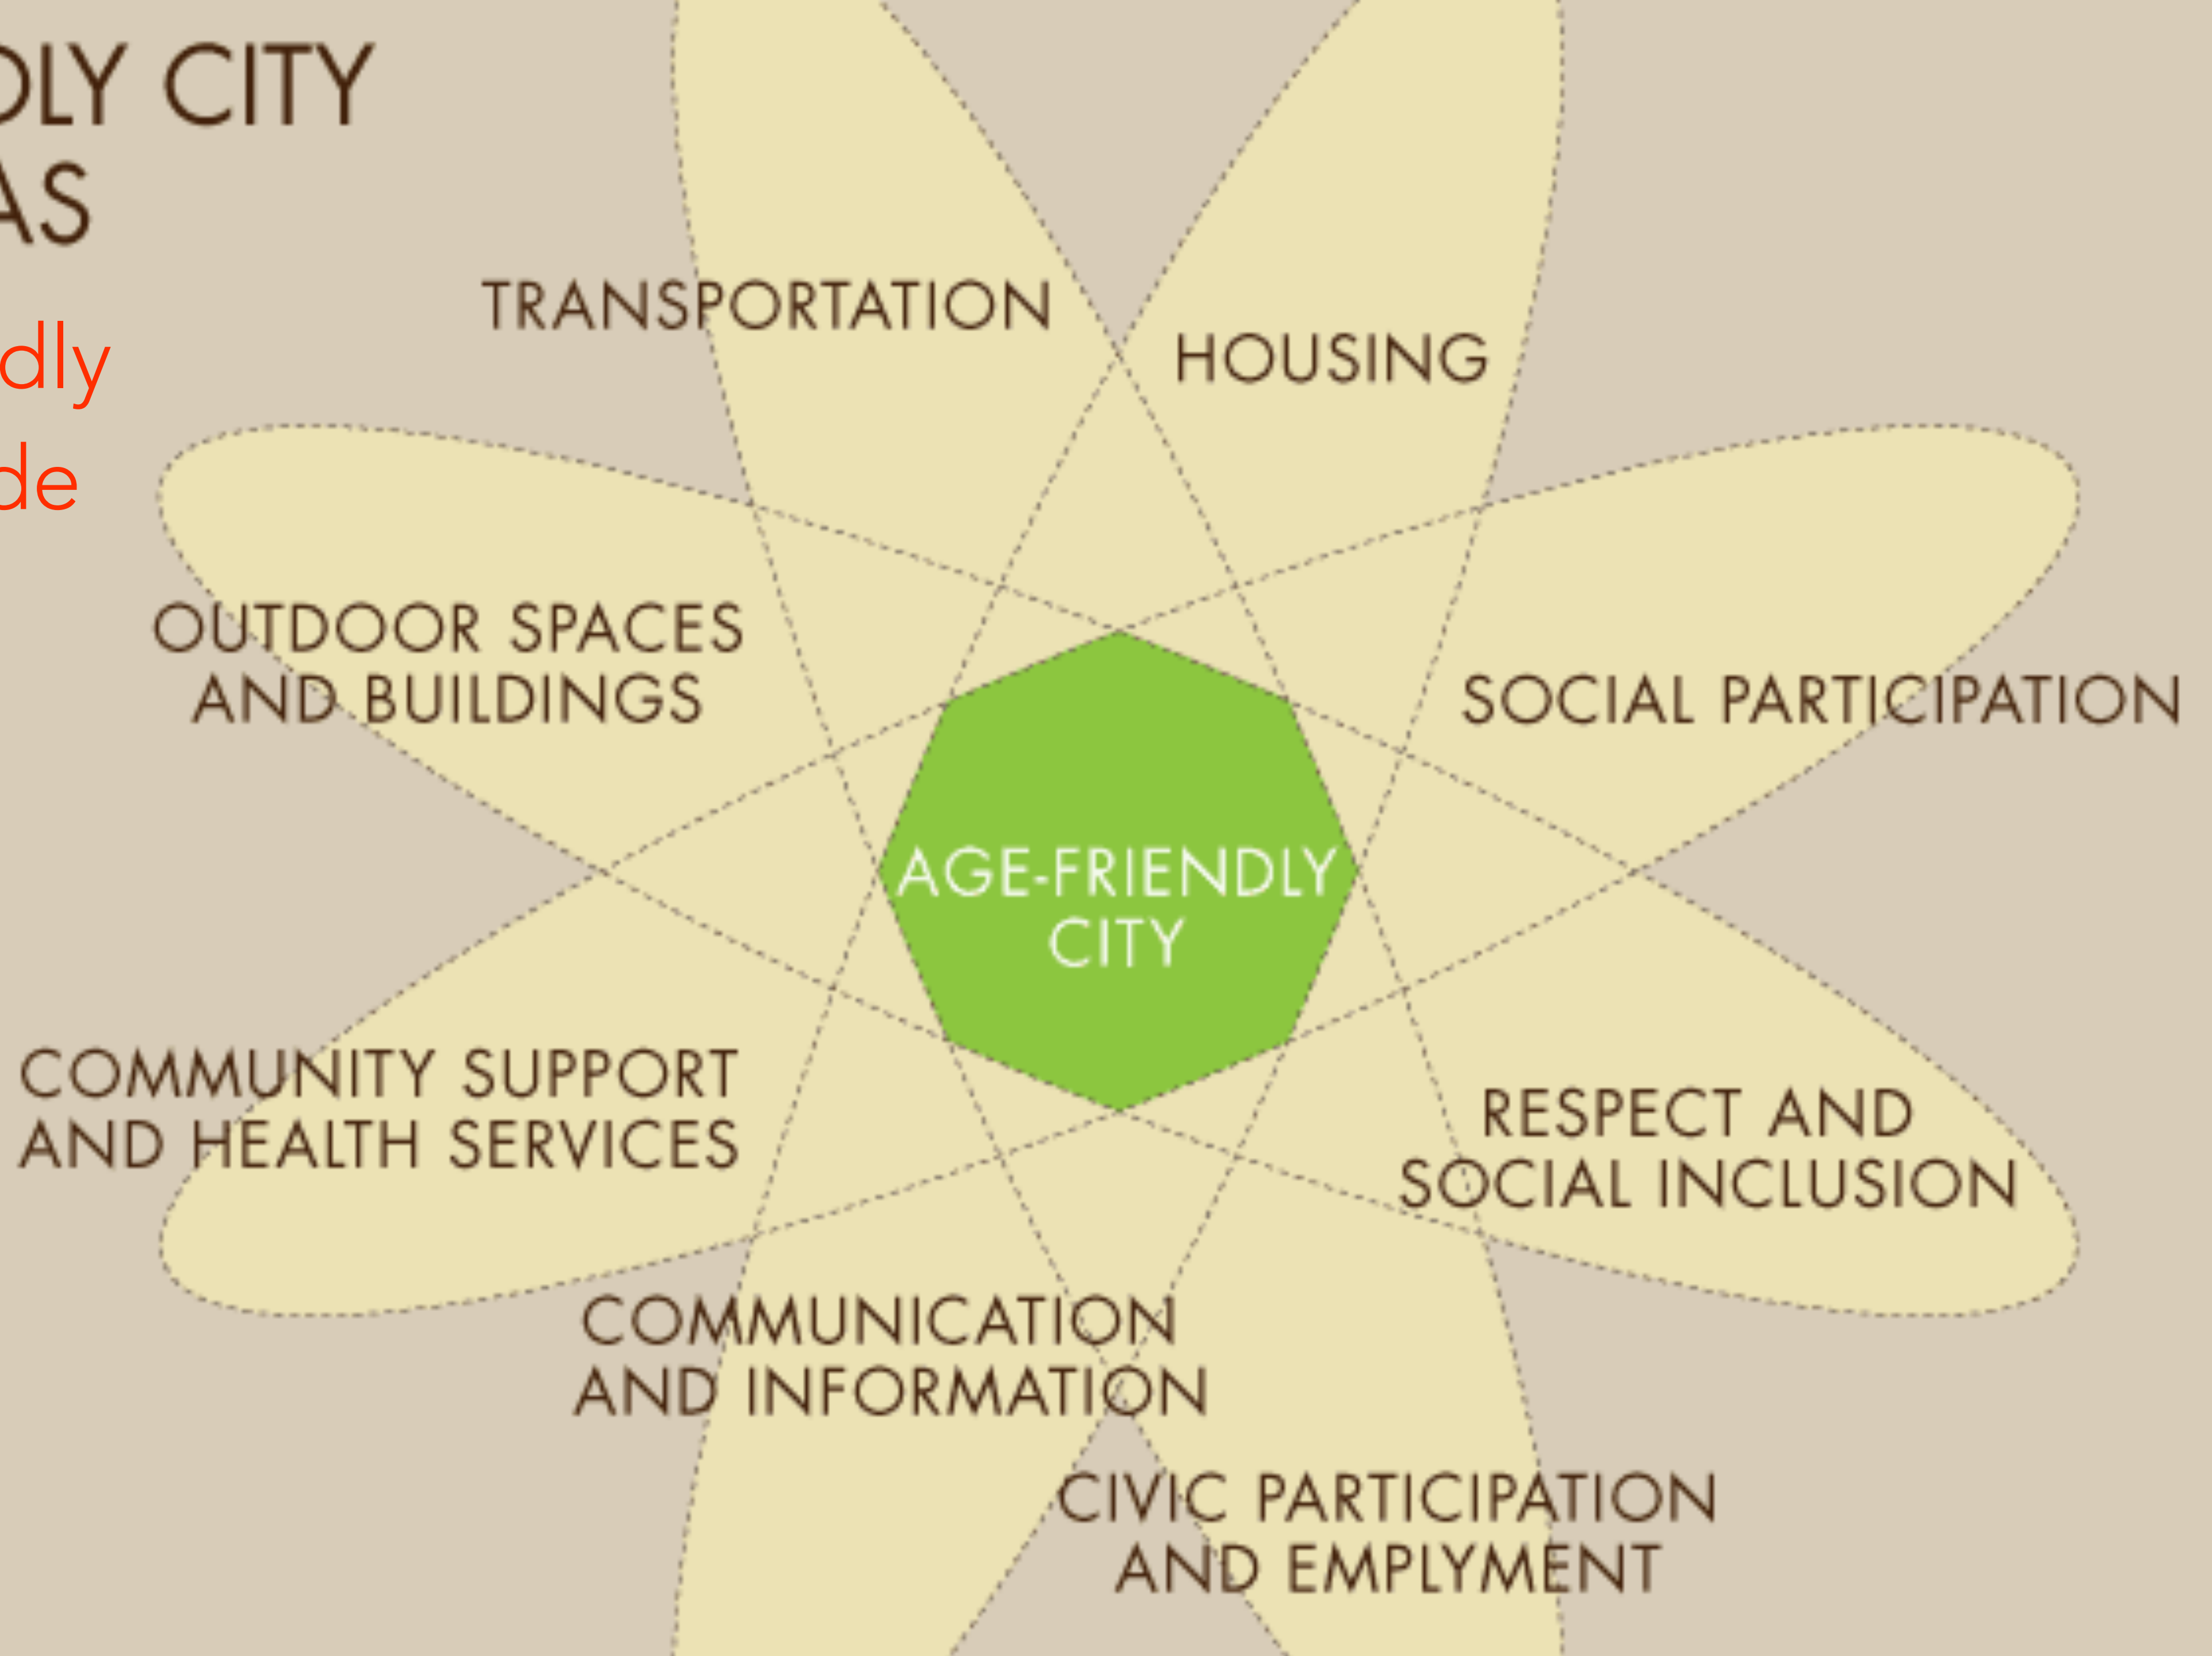 DLY CITY
AS
dly
de
TRANSPORTATION
HOUSING
OUTDOOR SPACES
AND BUILDINGS
SOCIAL PARTICIPATION
AGE-FRIENDLY
CITY
COMMUNITY SUPPORT
AND HEALTH SERVICES
RESPECT AND
SOCIAL INCLUSION
COMMUNICATION
AND INFORMATION
CIVIC PARTICIPATION
AND EMPLYMENT